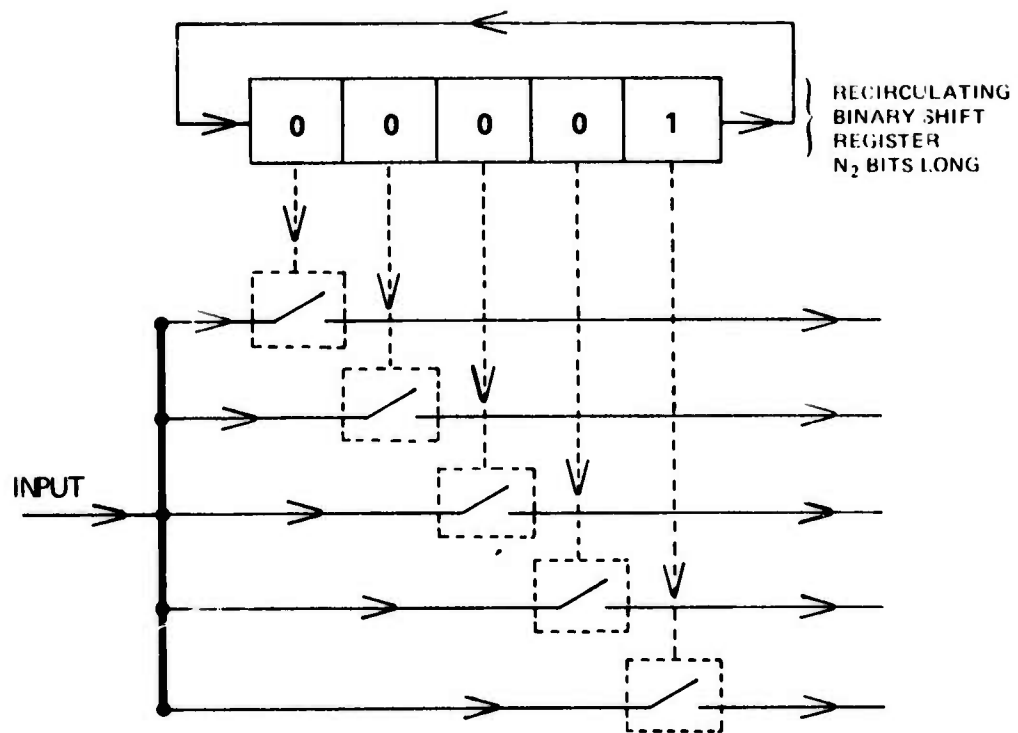 0 0 0 0 1
RECIRCULATING
BINARY SHIFT
REGISTER
N₂ BITS LONG
INPUT